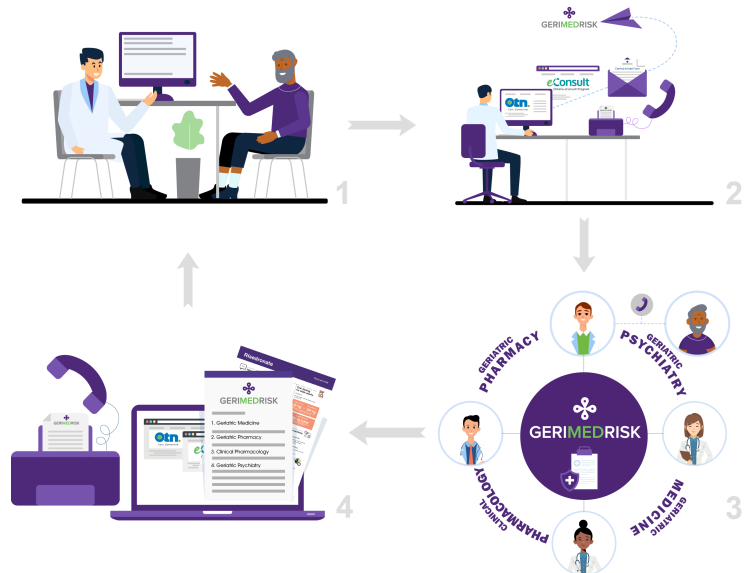 1
GERIMEDRISK
eConsult
Otn.
2
GERIATRIC
PHARMACY
GERIATRIC
PSYCHIATRY
GERIMEDRISK
CLINICAL
PHARMACOLOGY
GERIATRIC
MEDICINE
3
Risedronate
GERIMEDRISK
1. Geriatric Medicine
2. Geriatric Pharmacy
3. Clinical Pharmacology
4. Geriatric Psychiatry
GERIMEDRISK
Otn.
4